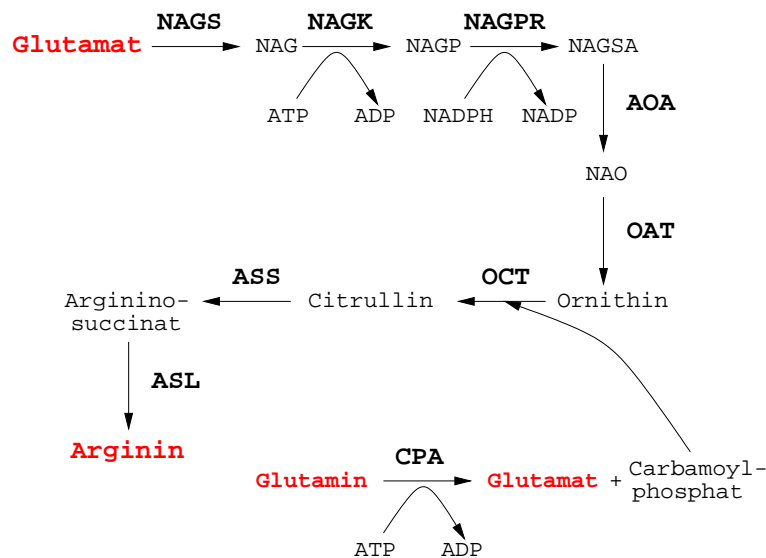 NAGS NAGK NAGPR
Glutamat NAG NAGP NAGSA
ATP ADP NADPH NADP AOA
NAO
OAT
ASS OCT
Arginino- Citrullin Ornithin
succinat
ASL
Arginin
CPA
Glutamin Glutamat + Carbamoyl-
phosphat
ATP ADP